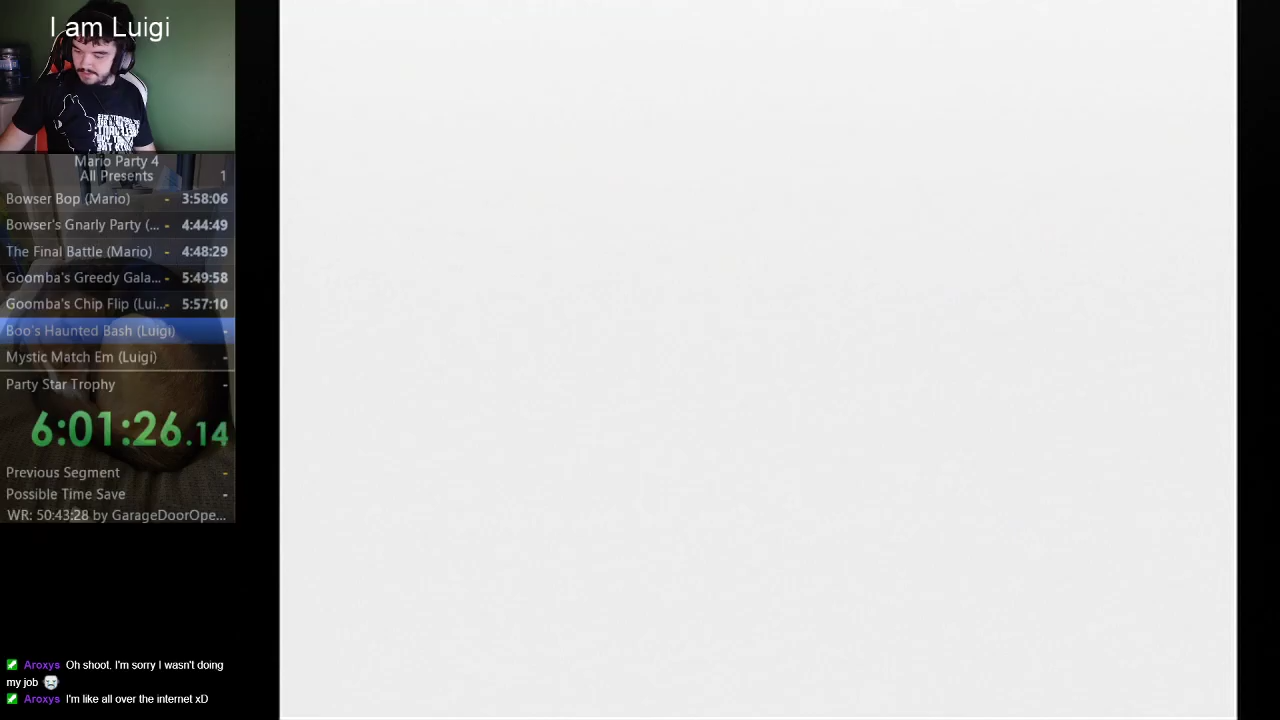 I am Luigi
Mario Party 4
All Presents 1
Bowser Bop (Mario) - 3:58:06
Bowser's Gnarly Party (... - 4:44:49
The Final Battle (Mario) - 4:48:29
Goomba's Greedy Gala... - 5:49:58
Goomba's Chip Flip (Lui... - 5:57:10
Boo's Haunted Bash (Luigi) -
Mystic Match Em (Luigi) -
Party Star Trophy -
6:01:26.14
Previous Segment -
Possible Time Save -
WR: 50:43:28 by GarageDoorOpe...
Aroxys Oh shoot. I'm sorry I wasn't doing
my job
Aroxys I'm like all over the internet xD